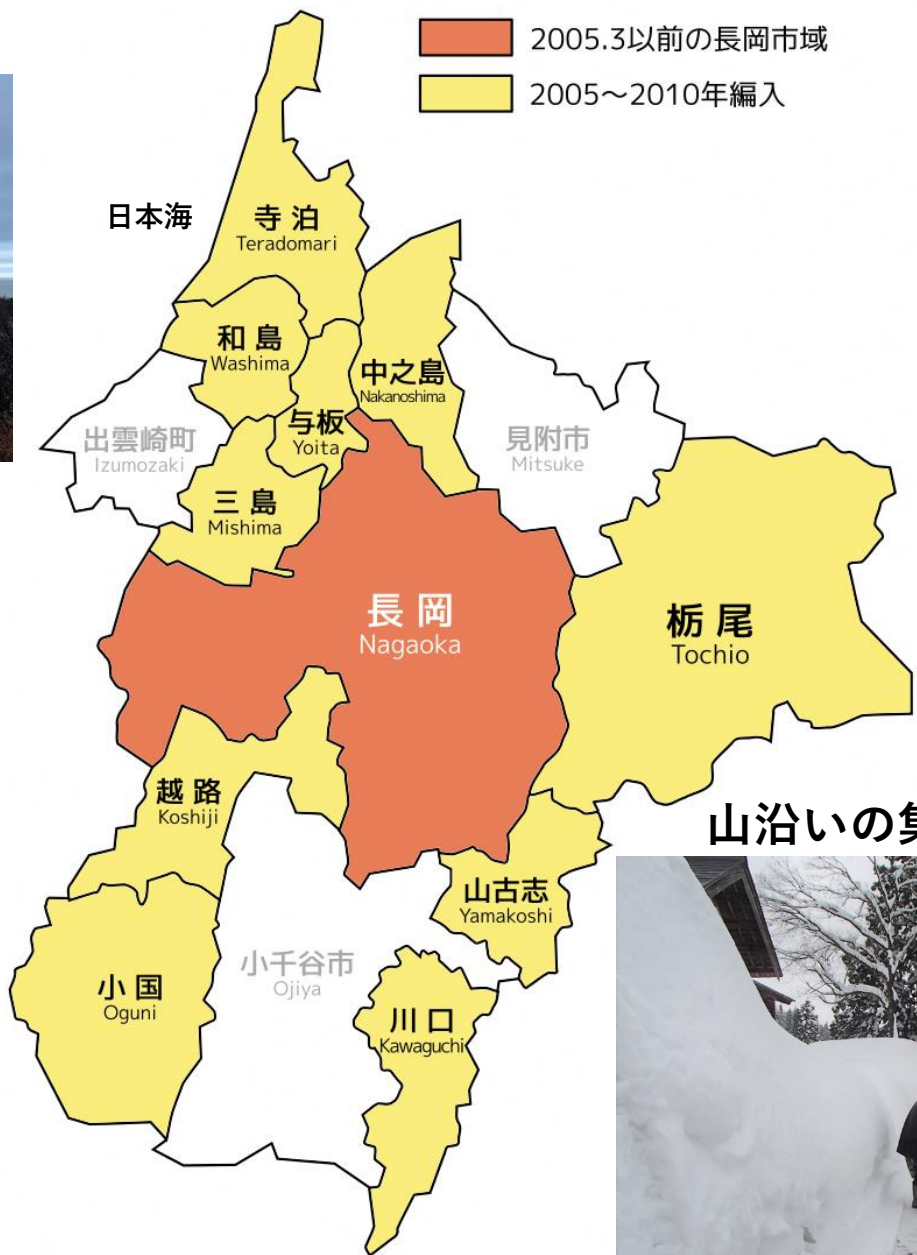 2005.3以前の長岡市域
2005～2010年編入
日本海
寺泊
Teradomari
和島
Washima
中之島
Nakanoshima
与板
Yoita
出雲崎町
Izumozaki
見附市
Mitsuke
三島
Mishima
長岡
Nagaoka
栃尾
Tochio
越路
Koshiji
山沿いの集
山古志
Yamakoshi
小千谷市
Ojiya
小国
Oguni
川口
Kawaguchi